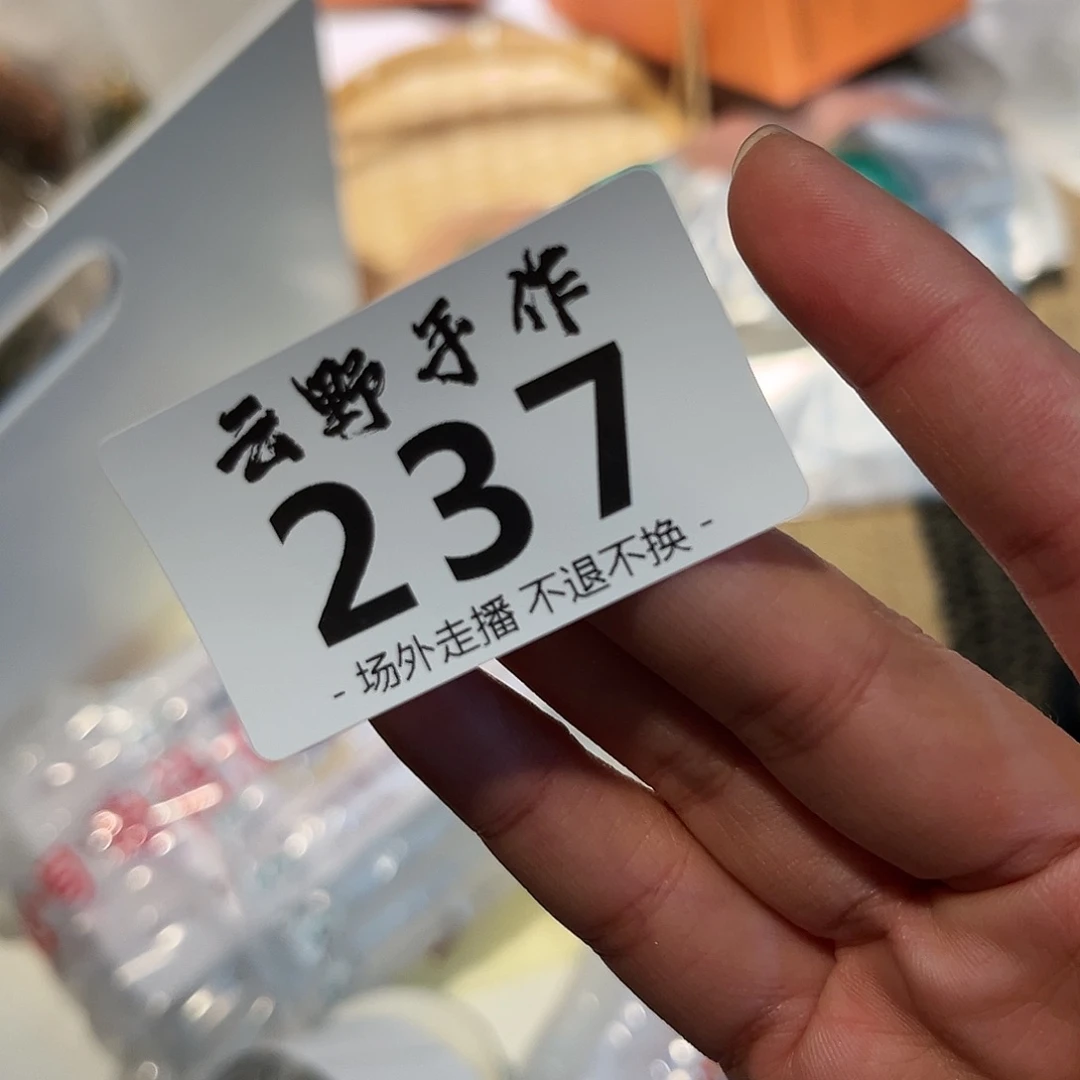 云野手作
237
- 场外走播 不退不换 -